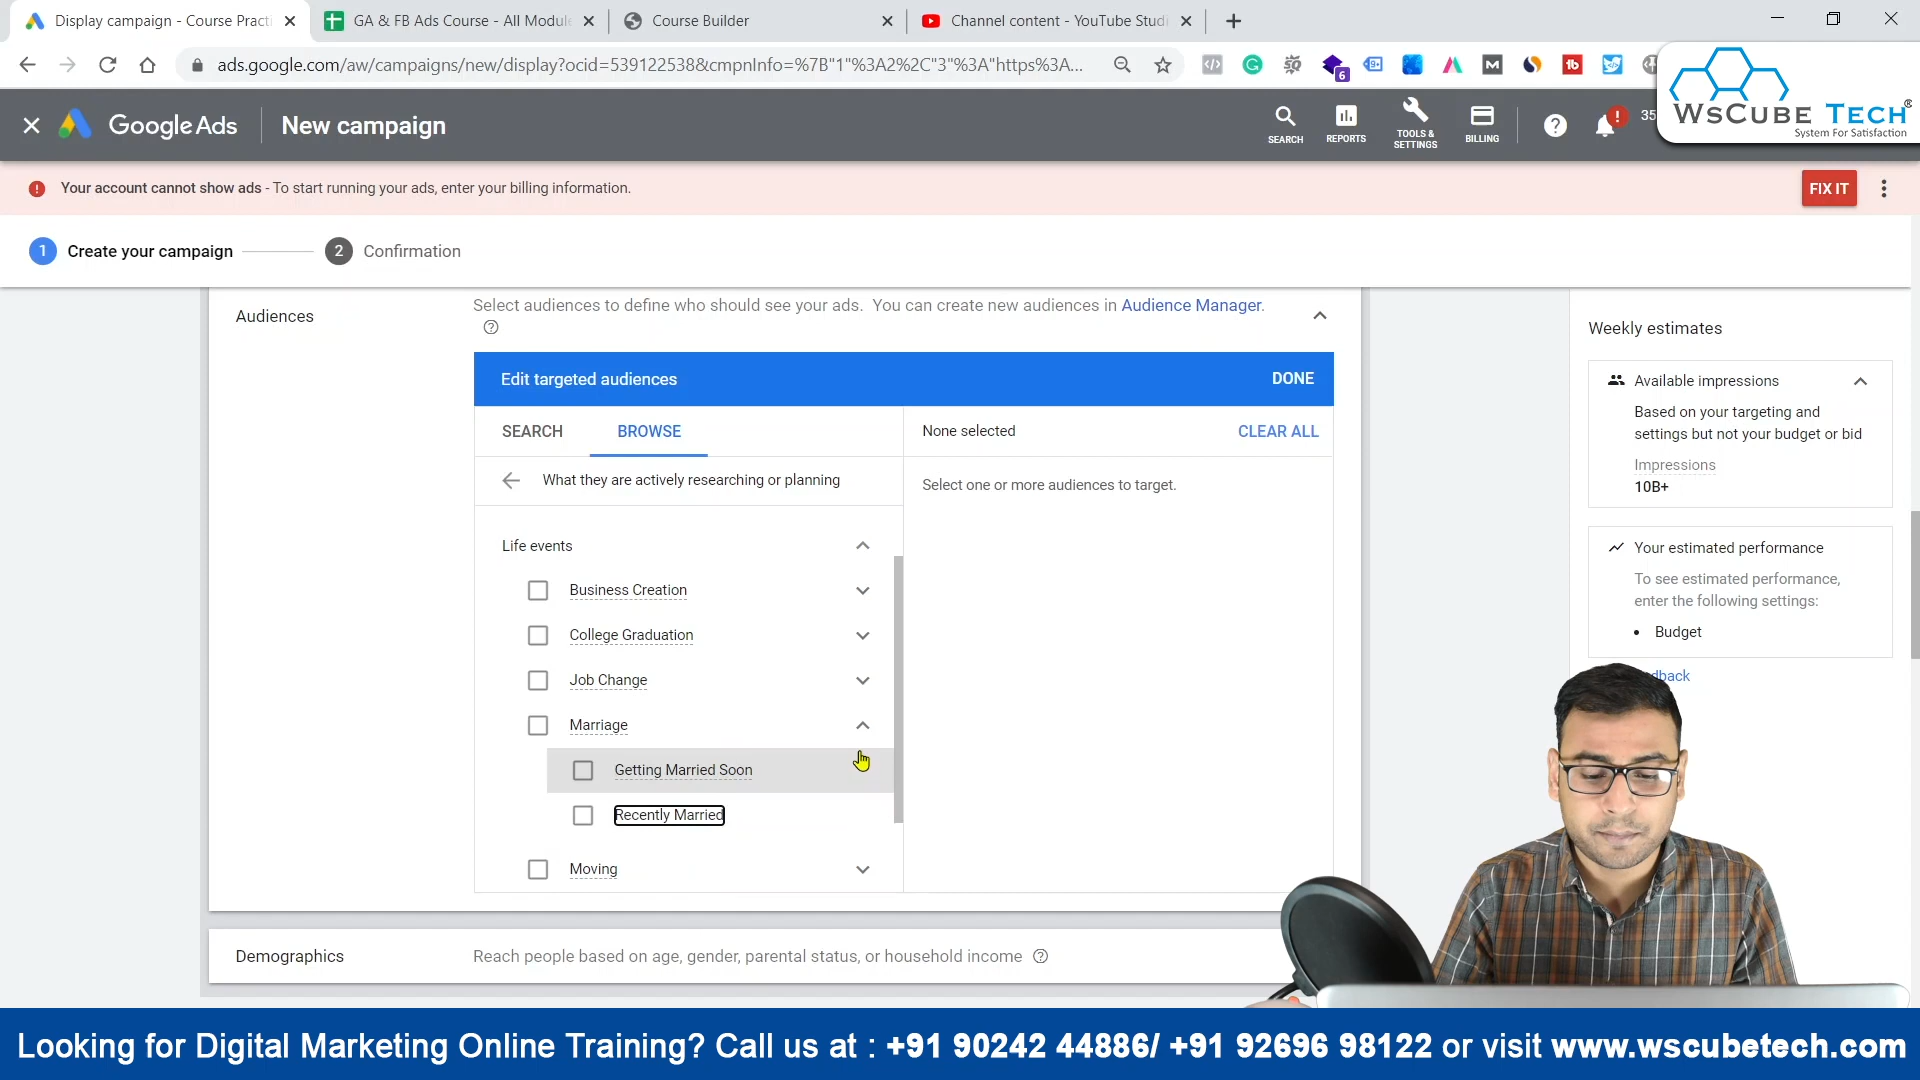 Display campaign - Course Practi
GA & FB Ads Course - All Module
Course Builder
Channel content - YouTube Studi
ads.google.com/aw/campaigns/new/display?ocid=539122538&cmpnInfo=%7B"1"%3A2%2C"3"%3A"https%3A...
6
Google Ads
New campaign
SEARCH
REPORTS
TOOLS &
SETTINGS
BILLING
35
WsCube Tech®
System For Satisfaction
Your account cannot show ads - To start running your ads, enter your billing information.
FIX IT
1 Create your campaign
2 Confirmation
Audiences
Select audiences to define who should see your ads. You can create new audiences in Audience Manager.
Edit targeted audiences
DONE
SEARCH
BROWSE
None selected
CLEAR ALL
What they are actively researching or planning
Select one or more audiences to target.
Life events
Business Creation
College Graduation
Job Change
Marriage
Getting Married Soon
Recently Married
Moving
Demographics
Reach people based on age, gender, parental status, or household income
Weekly estimates
Available impressions
Based on your targeting and
settings but not your budget or bid
Impressions
10B+
Your estimated performance
To see estimated performance,
enter the following settings:
• Budget
dback
Looking for Digital Marketing Online Training? Call us at : +91 90242 44886/ +91 92696 98122 or visit www.wscubetech.com